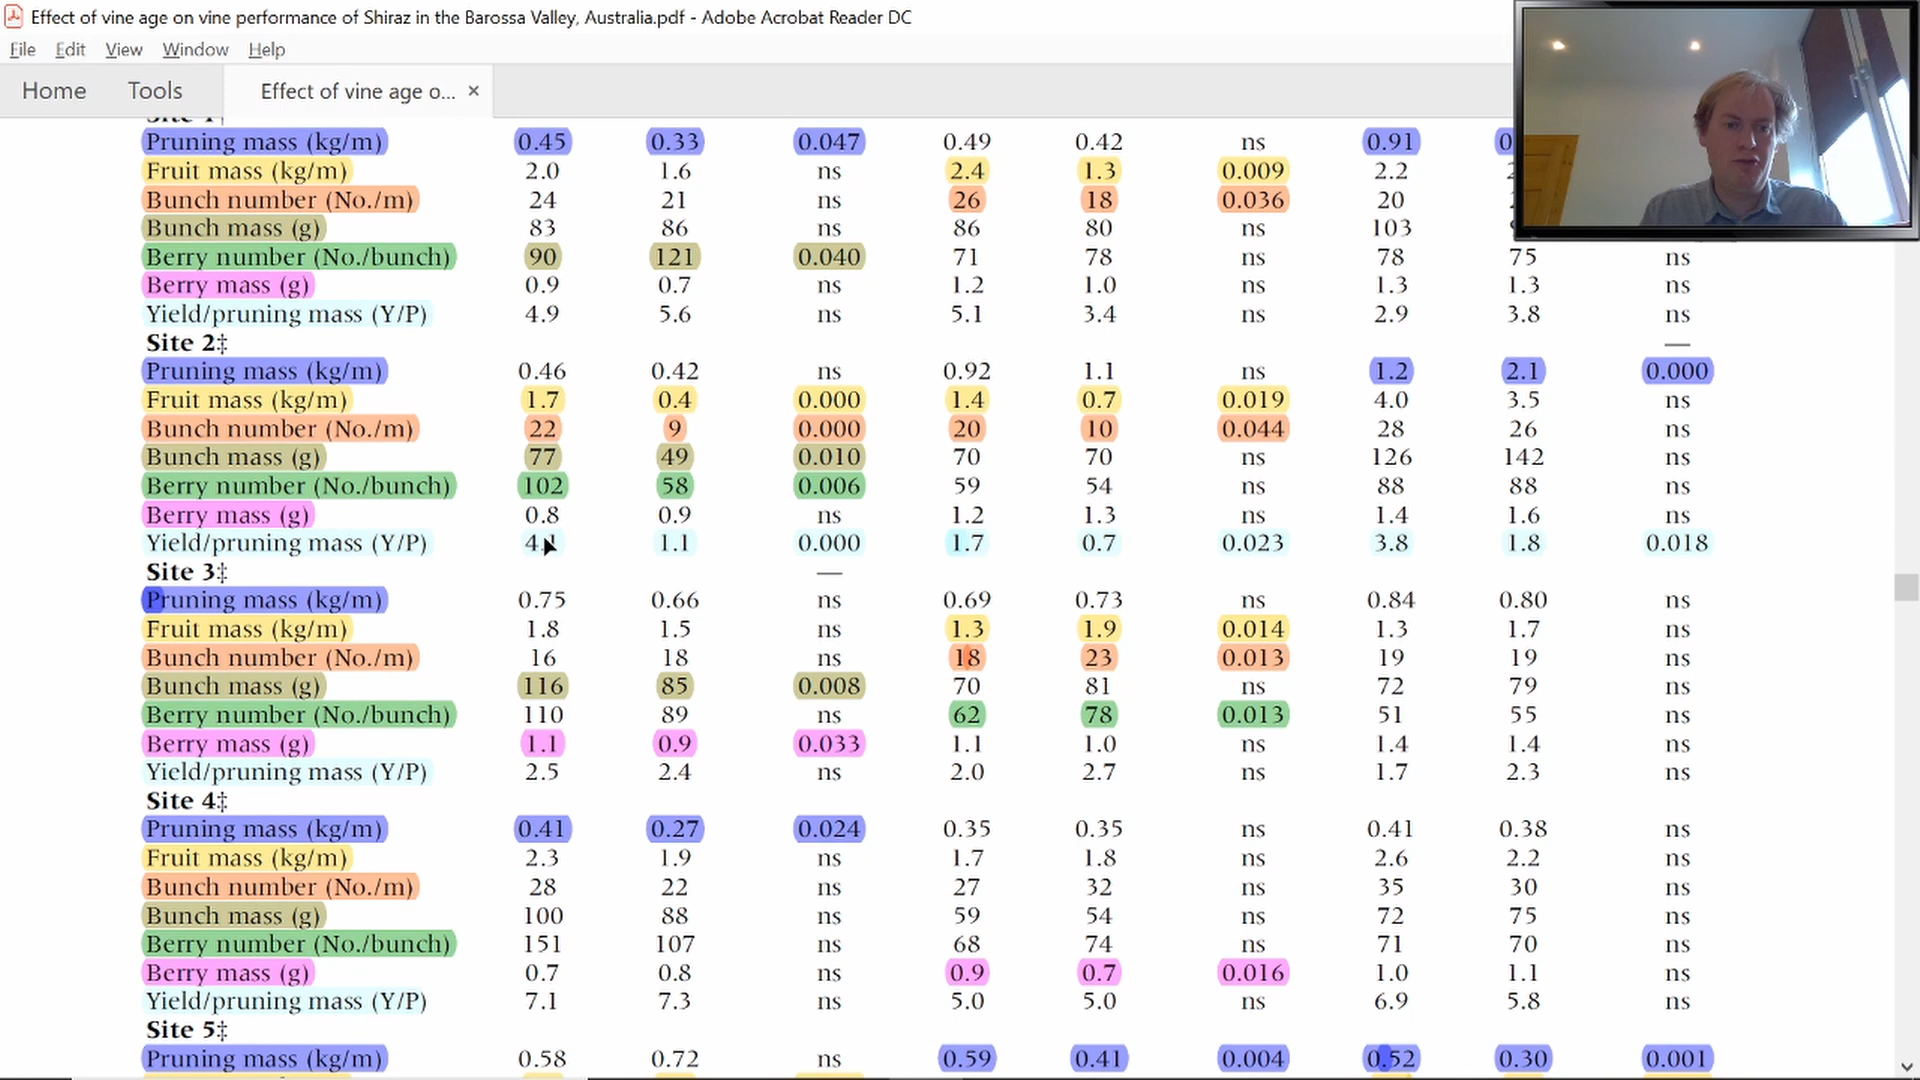 Effect of vine age on vine performance of Shiraz in the Barossa Valley, Australia.pdf - Adobe Acrobat Reader DC
File Edit View Window Help
Home Tools Effect of vine age o... ×
Site 1
Pruning mass (kg/m) 0.45 0.33 0.047 0.49 0.42 ns 0.91
Fruit mass (kg/m) 2.0 1.6 ns 2.4 1.3 0.009 2.2
Bunch number (No./m) 24 21 ns 26 18 0.036 20
Bunch mass (g) 83 86 ns 86 80 ns 103
Berry number (No./bunch) 90 121 0.040 71 78 ns 78 75 ns
Berry mass (g) 0.9 0.7 ns 1.2 1.0 ns 1.3 1.3 ns
Yield/pruning mass (Y/P) 4.9 5.6 ns 5.1 3.4 ns 2.9 3.8 ns
Site 2‡ —
Pruning mass (kg/m) 0.46 0.42 ns 0.92 1.1 ns 1.2 2.1 0.000
Fruit mass (kg/m) 1.7 0.4 0.000 1.4 0.7 0.019 4.0 3.5 ns
Bunch number (No./m) 22 9 0.000 20 10 0.044 28 26 ns
Bunch mass (g) 77 49 0.010 70 70 ns 126 142 ns
Berry number (No./bunch) 102 58 0.006 59 54 ns 88 88 ns
Berry mass (g) 0.8 0.9 ns 1.2 1.3 ns 1.4 1.6 ns
Yield/pruning mass (Y/P) 4.1 1.1 0.000 1.7 0.7 0.023 3.8 1.8 0.018
Site 3‡ —
Pruning mass (kg/m) 0.75 0.66 ns 0.69 0.73 ns 0.84 0.80 ns
Fruit mass (kg/m) 1.8 1.5 ns 1.3 1.9 0.014 1.3 1.7 ns
Bunch number (No./m) 16 18 ns 18 23 0.013 19 19 ns
Bunch mass (g) 116 85 0.008 70 81 ns 72 79 ns
Berry number (No./bunch) 110 89 ns 62 78 0.013 51 55 ns
Berry mass (g) 1.1 0.9 0.033 1.1 1.0 ns 1.4 1.4 ns
Yield/pruning mass (Y/P) 2.5 2.4 ns 2.0 2.7 ns 1.7 2.3 ns
Site 4‡
Pruning mass (kg/m) 0.41 0.27 0.024 0.35 0.35 ns 0.41 0.38 ns
Fruit mass (kg/m) 2.3 1.9 ns 1.7 1.8 ns 2.6 2.2 ns
Bunch number (No./m) 28 22 ns 27 32 ns 35 30 ns
Bunch mass (g) 100 88 ns 59 54 ns 72 75 ns
Berry number (No./bunch) 151 107 ns 68 74 ns 71 70 ns
Berry mass (g) 0.7 0.8 ns 0.9 0.7 0.016 1.0 1.1 ns
Yield/pruning mass (Y/P) 7.1 7.3 ns 5.0 5.0 ns 6.9 5.8 ns
Site 5‡
Pruning mass (kg/m) 0.58 0.72 ns 0.59 0.41 0.004 0.52 0.30 0.001